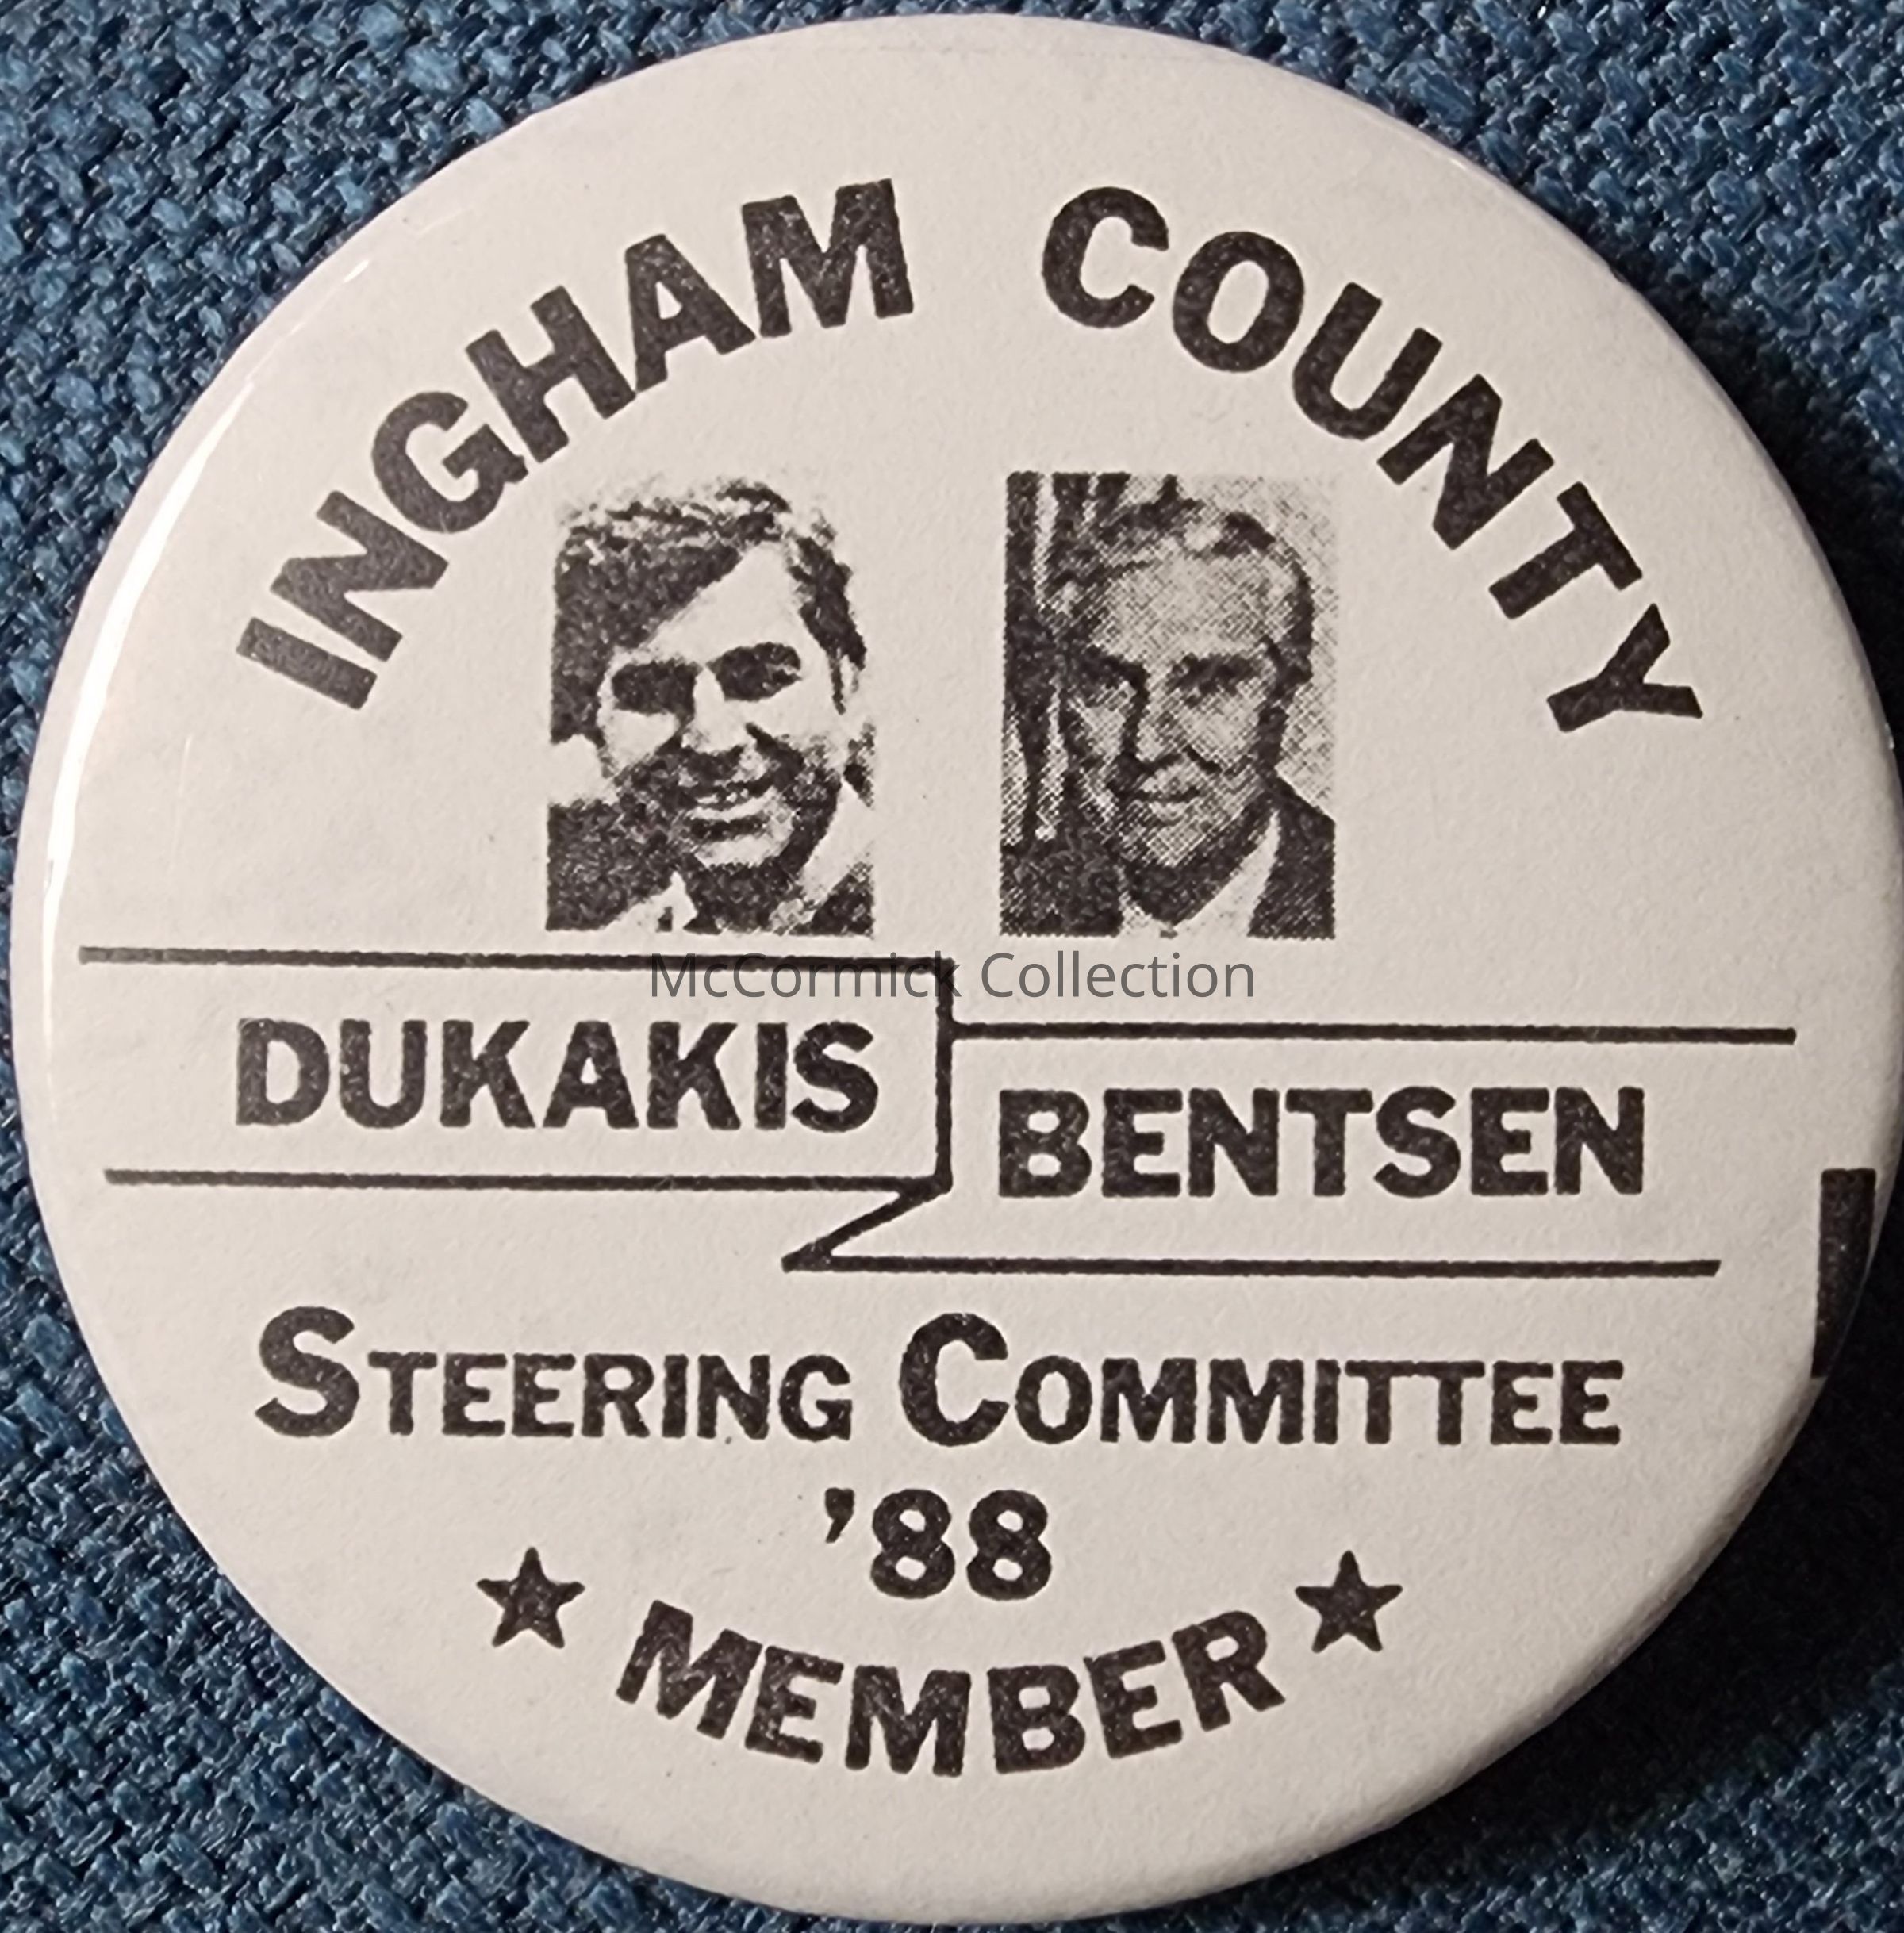 INGHAM COUNTY
McCormick Collection
DUKAKIS
BENTSEN
STEERING COMMITTEE
'88
★ MEMBER ★